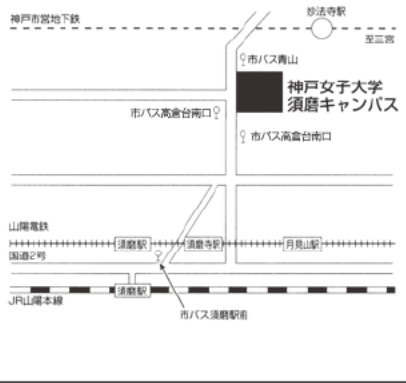 神戸市営地下鉄
妙法寺駅
至三宮
市バス青山
神戸女子大学
須磨キャンパス
市バス高倉台南口
市バス高倉台南口
山陽電鉄
須磨駅
須磨寺駅
月見山駅
国道2号
須磨駅
JR山陽本線
市バス須磨駅前